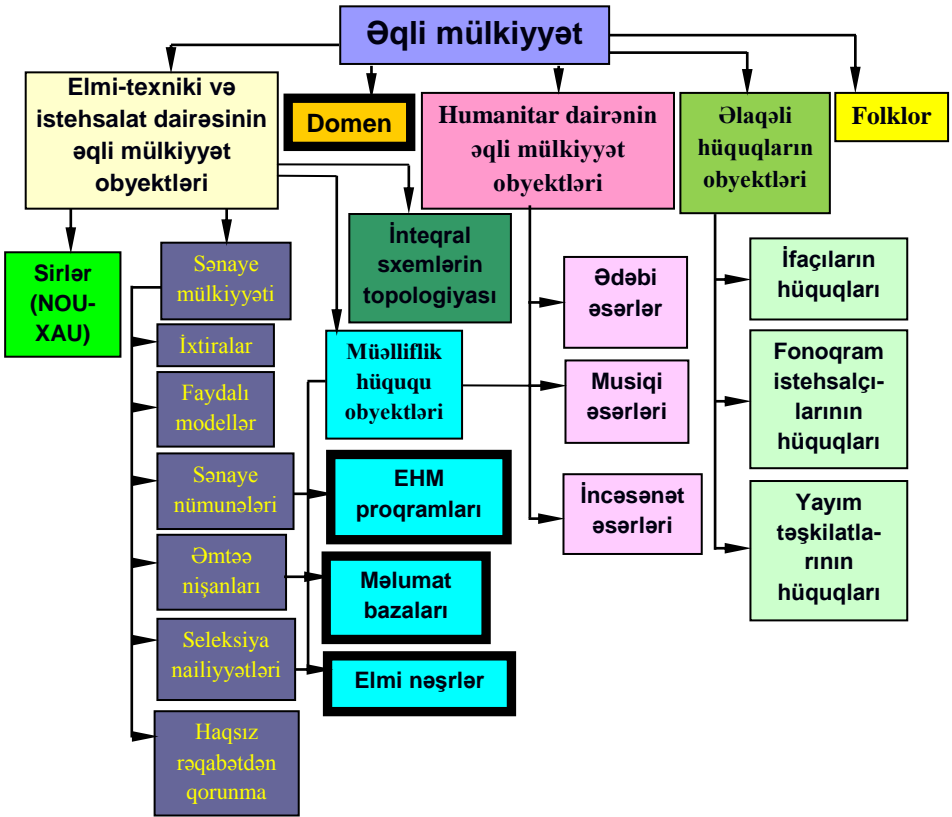 Əqli mülkiyyət
Elmi-texniki və
istehsalat dairəsinin
əqli mülkiyyət
obyektləri
Domen
Humanitar dairənin
əqli mülkiyyət
obyektləri
Əlaqəli
hüquqların
obyektləri
Folklor
Sirlər
(NOU-
XAU)
Sənaye
mülkiyyəti
İxtiralar
Faydalı
modellər
Sənaye
nümunələri
Əmtəə
nişanları
Seleksiya
nailiyyətləri
Haqsız
rəqabətdən
qorunma
İnteqral
sxemlərin
topologiyası
Müəlliflik
hüququ
obyektləri
EHM
proqramları
Məlumat
bazaları
Elmi nəşrlər
Ədəbi
əsərlər
Musiqi
əsərləri
İncəsənət
əsərləri
İfaçıların
hüquqları
Fonoqram
istehsalçı-
larının
hüquqları
Yayım
təşkilatla-
rının
hüquqları